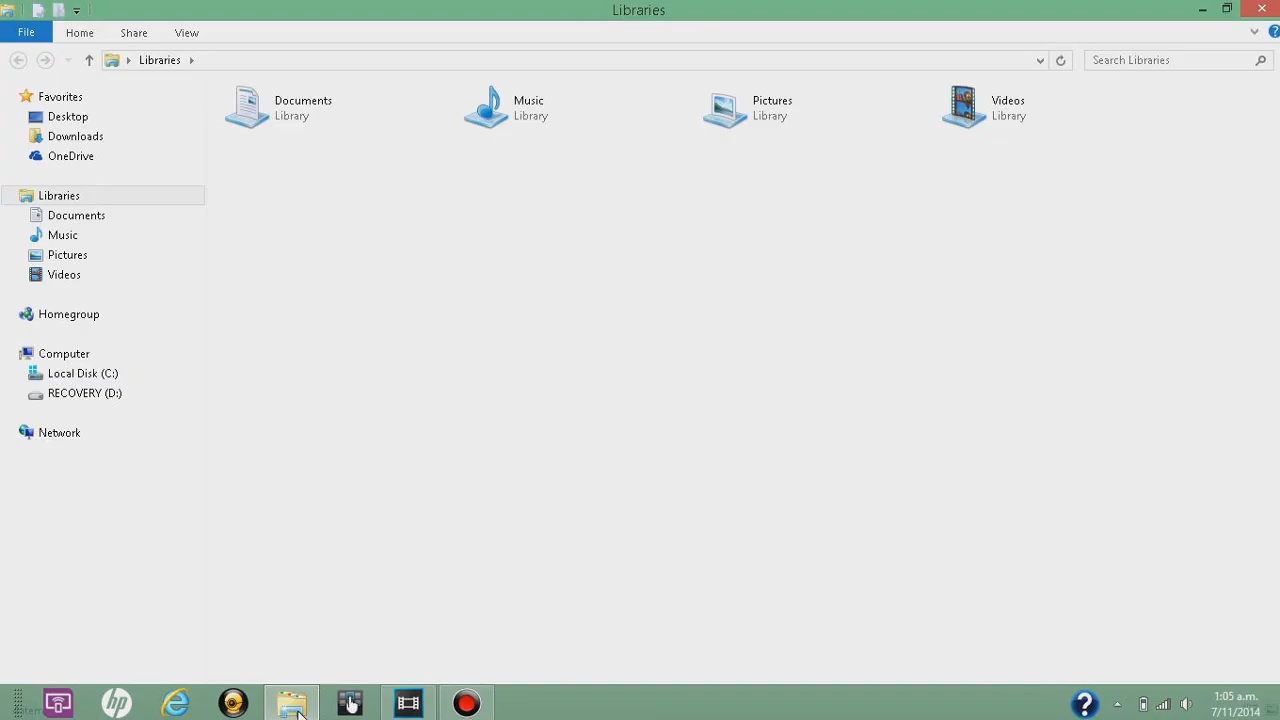 Libraries
File Home Share View
Libraries
Search Libraries
Favorites
Desktop
Downloads
OneDrive
Libraries
Documents
Music
Pictures
Videos
Homegroup
Computer
Local Disk (C:)
RECOVERY (D:)
Network
Documents
Library
Music
Library
Pictures
Library
Videos
Library
hp
?
1:05 a.m.
7/11/2014